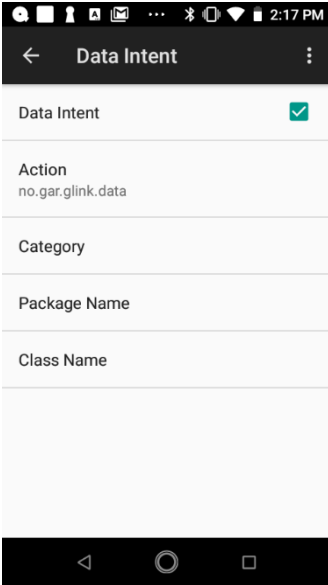 2:17 PM
Data Intent
Data Intent
Action
no.gar.glink.data
Category
Package Name
Class Name